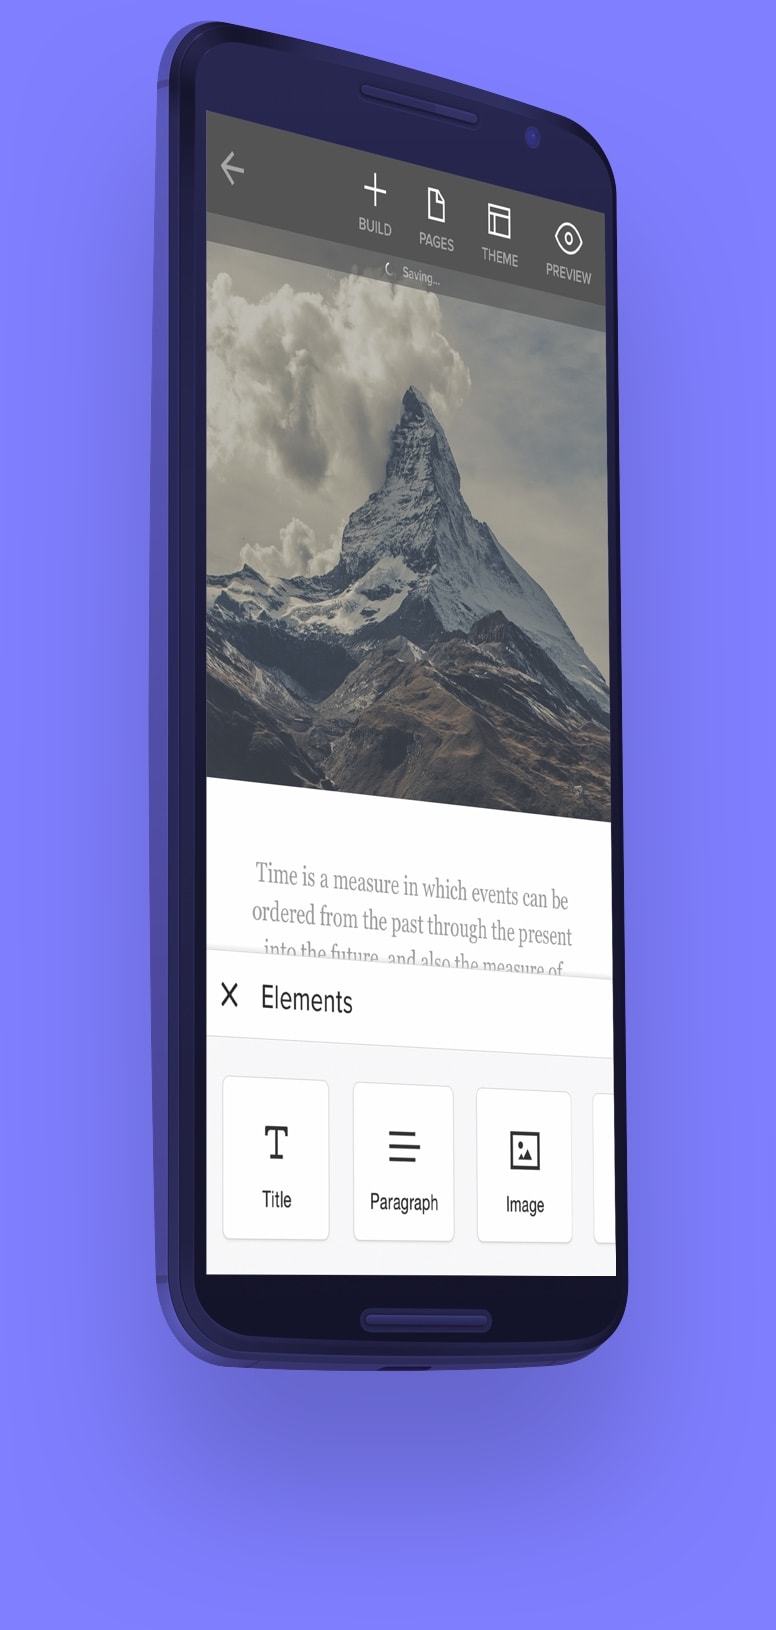 BUILD
PAGES
THEME
PREVIEW
Saving...
Time is a measure in which events can be
ordered from the past through the present
into the future, and also the measure of
Elements
Title
Paragraph
Image